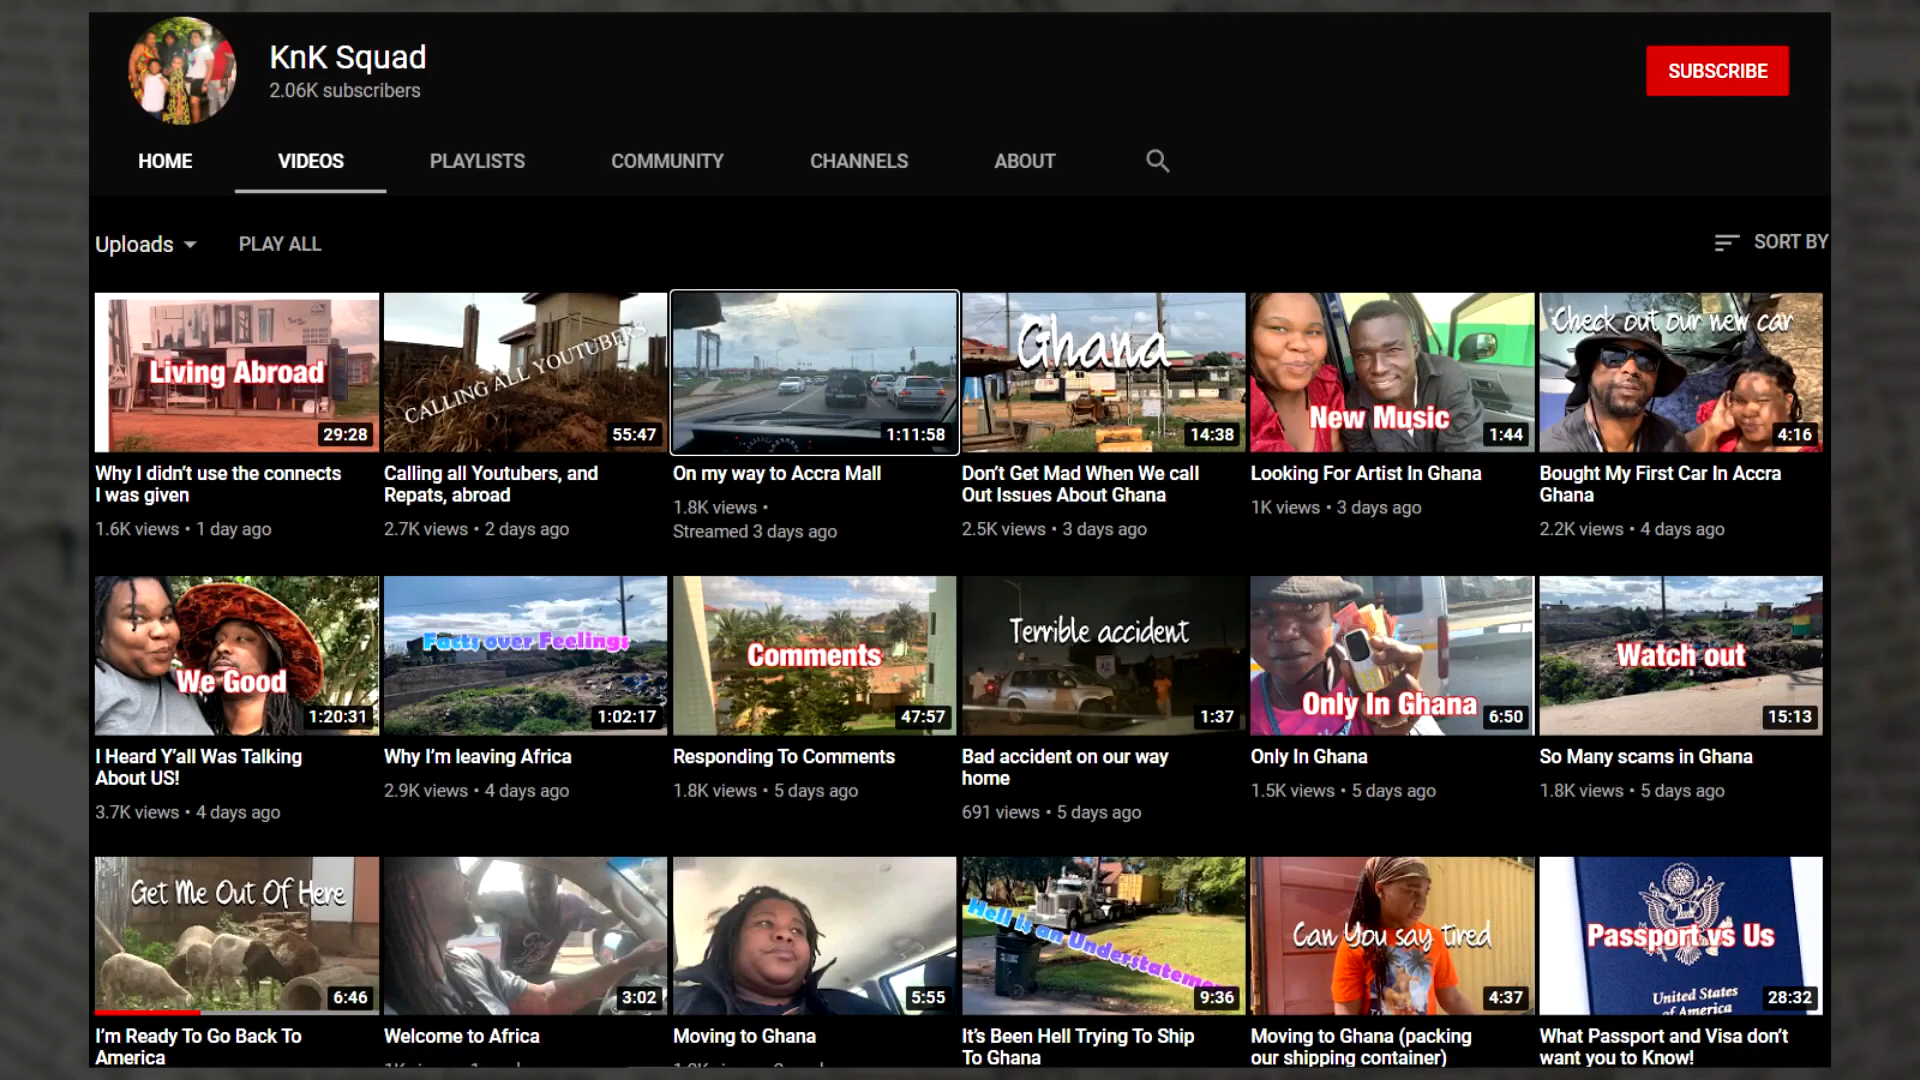 KnK Squad
2.06K subscribers
SUBSCRIBE
HOME
VIDEOS
PLAYLISTS
COMMUNITY
CHANNELS
ABOUT
Uploads
PLAY ALL
SORT BY
Living Abroad
29:28
Why I didn't use the connects
I was given
1.6K views • 1 day ago
CALLING ALL YOUTUBERS
55:47
Calling all Youtubers, and
Repats, abroad
2.7K views • 2 days ago
1:11:58
On my way to Accra Mall
1.8K views •
Streamed 3 days ago
Ghana
14:38
Don't Get Mad When We call
Out Issues About Ghana
2.5K views • 3 days ago
New Music
1:44
Looking For Artist In Ghana
1K views • 3 days ago
Check out our new car
4:16
Bought My First Car In Accra
Ghana
2.2K views • 4 days ago
We Good
1:20:31
I Heard Y'all Was Talking
About US!
3.7K views • 4 days ago
Facts over Feelings
1:02:17
Why I'm leaving Africa
2.9K views • 4 days ago
Comments
47:57
Responding To Comments
1.8K views • 5 days ago
Terrible accident
1:37
Bad accident on our way
home
691 views • 5 days ago
Only In Ghana
6:50
Only In Ghana
1.5K views • 5 days ago
Watch out
15:13
So Many scams in Ghana
1.8K views • 5 days ago
Get Me Out Of Here
6:46
I'm Ready To Go Back To
America
3:02
Welcome to Africa
5:55
Moving to Ghana
Hell is an Understateme
9:36
It's Been Hell Trying To Ship
To Ghana
Can You say tired
4:37
Moving to Ghana (packing
our shipping container)
Passport vs Us
United States
of America
28:32
What Passport and Visa don't
want you to Know!